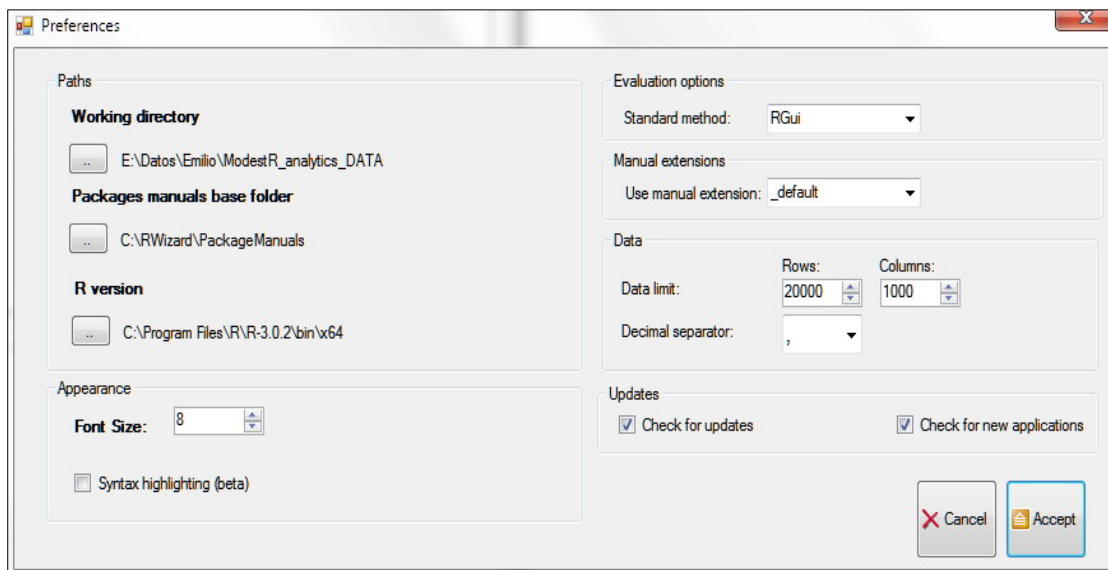 Preferences
Paths
Working directory
.. E:\Datos\Emilio\ModestR_analytics_DATA
Packages manuals base folder
.. C:\RWizard\PackageManuals
R version
.. C:\Program Files\R\R-3.0.2\bin\x64
Appearance
Font Size: 8
Syntax highlighting (beta)
Evaluation options
Standard method: RGui
Manual extensions
Use manual extension: _default
Data
Rows: Columns:
Data limit: 20000 1000
Decimal separator: ,
Updates
Check for updates Check for new applications
Cancel Accept